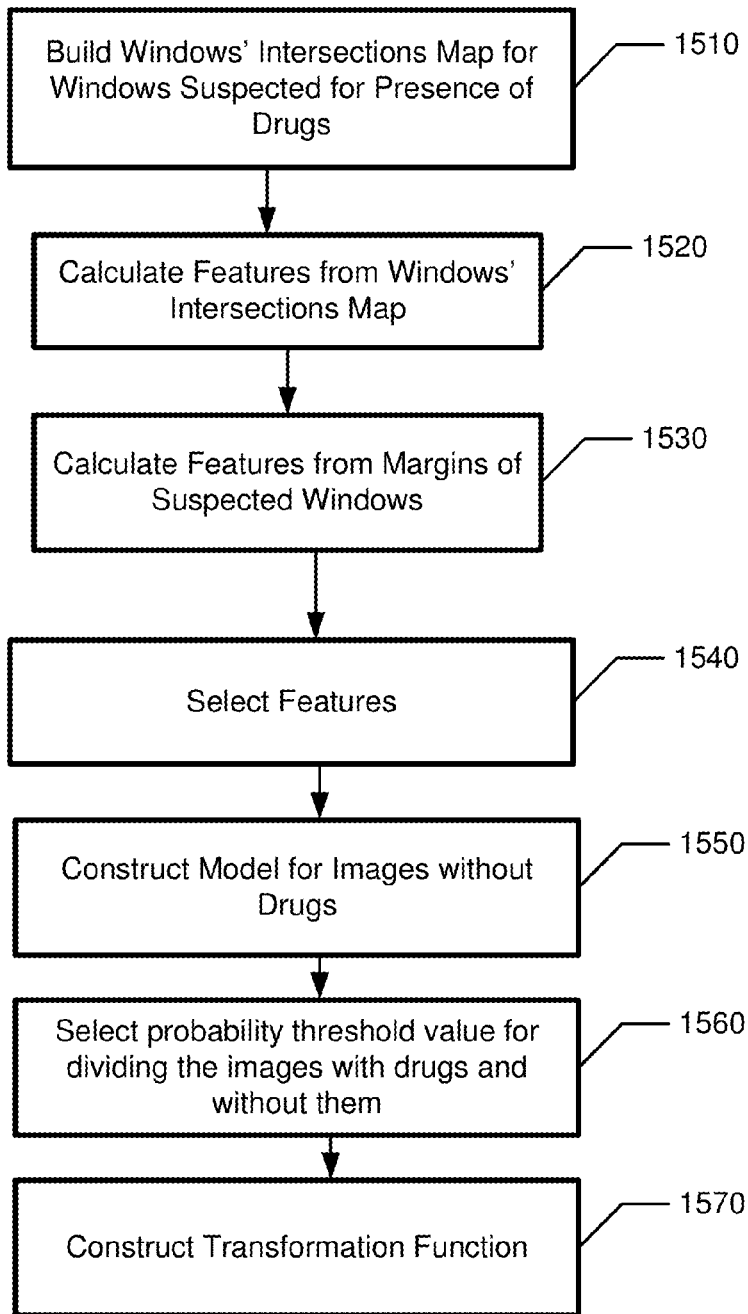 Build Windows' Intersections Map for
Windows Suspected for Presence of
Drugs
1510
Calculate Features from Windows'
Intersections Map
1520
Calculate Features from Margins of
Suspected Windows
1530
Select Features
1540
Construct Model for Images without
Drugs
1550
Select probability threshold value for
dividing the images with drugs and
without them
1560
Construct Transformation Function
1570